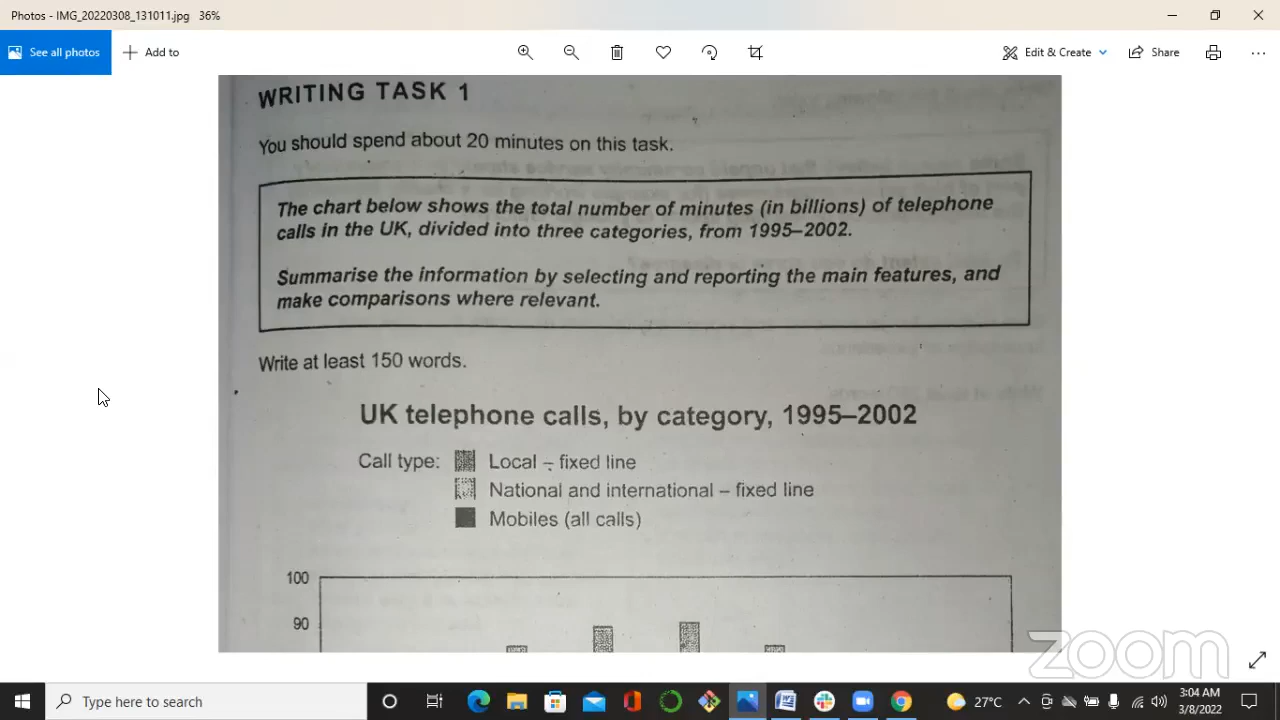 Photos - IMG_20220308_131011.jpg 36%
See all photos
Add to
Edit & Create
Share
WRITING TASK 1
You should spend about 20 minutes on this task.
The chart below shows the total number of minutes (in billions) of telephone
calls in the UK, divided into three categories, from 1995–2002.
Summarise the information by selecting and reporting the main features, and
make comparisons where relevant.
Write at least 150 words.
UK telephone calls, by category, 1995–2002
Call type:
Local – fixed line
National and international – fixed line
Mobiles (all calls)
100
90
zoom
Type here to search
27°C
3:04 AM
3/8/2022